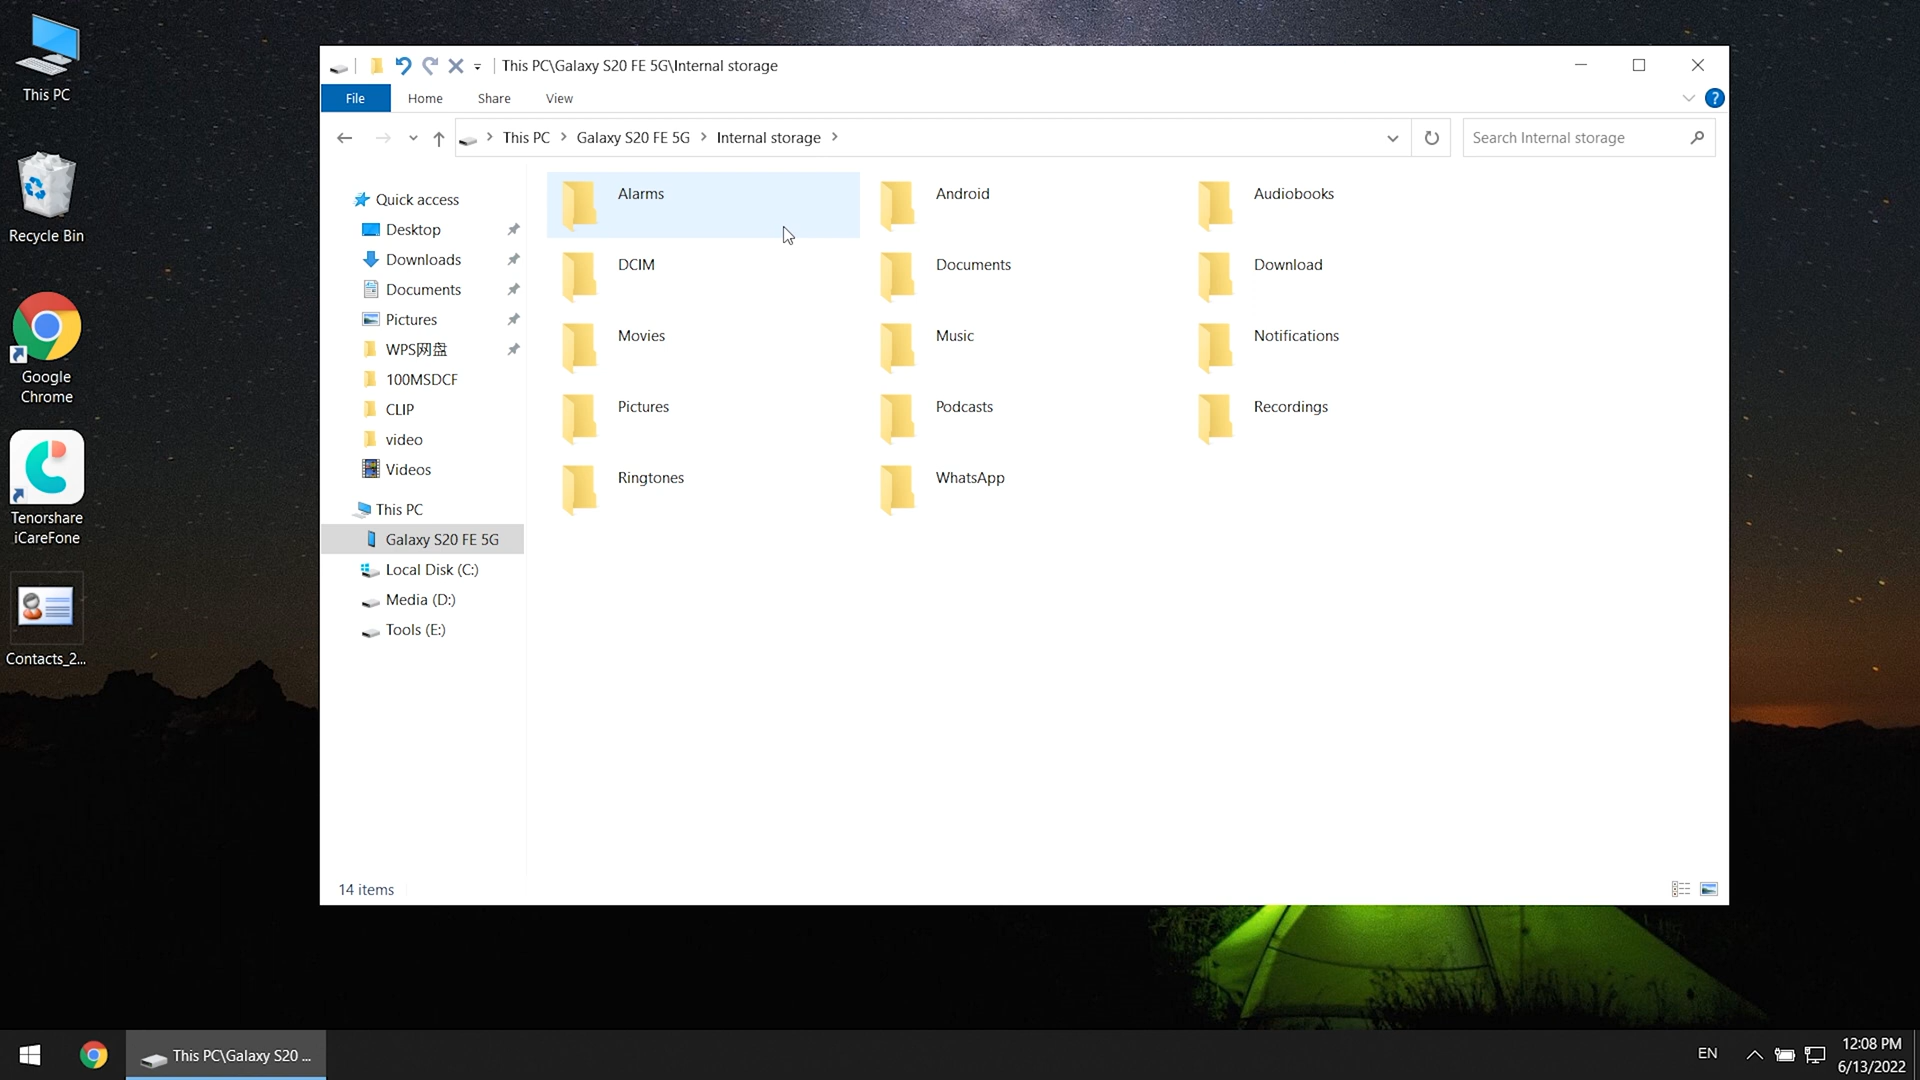 This PC
Recycle Bin
Google
Chrome
Tenorshare
iCareFone
Contacts_2...
This PC\Galaxy S20 FE 5G\Internal storage
File Home Share View ?
This PC Galaxy S20 FE 5G Internal storage
Search Internal storage
Quick access
Desktop
Downloads
Documents
Pictures
WPS网盘
100MSDCF
CLIP
video
Videos
This PC
Galaxy S20 FE 5G
Local Disk (C:)
Media (D:)
Tools (E:)
Alarms Android Audiobooks
DCIM Documents Download
Movies Music Notifications
Pictures Podcasts Recordings
Ringtones WhatsApp
14 items
This PC\Galaxy S20 ...
EN
12:08 PM
6/13/2022